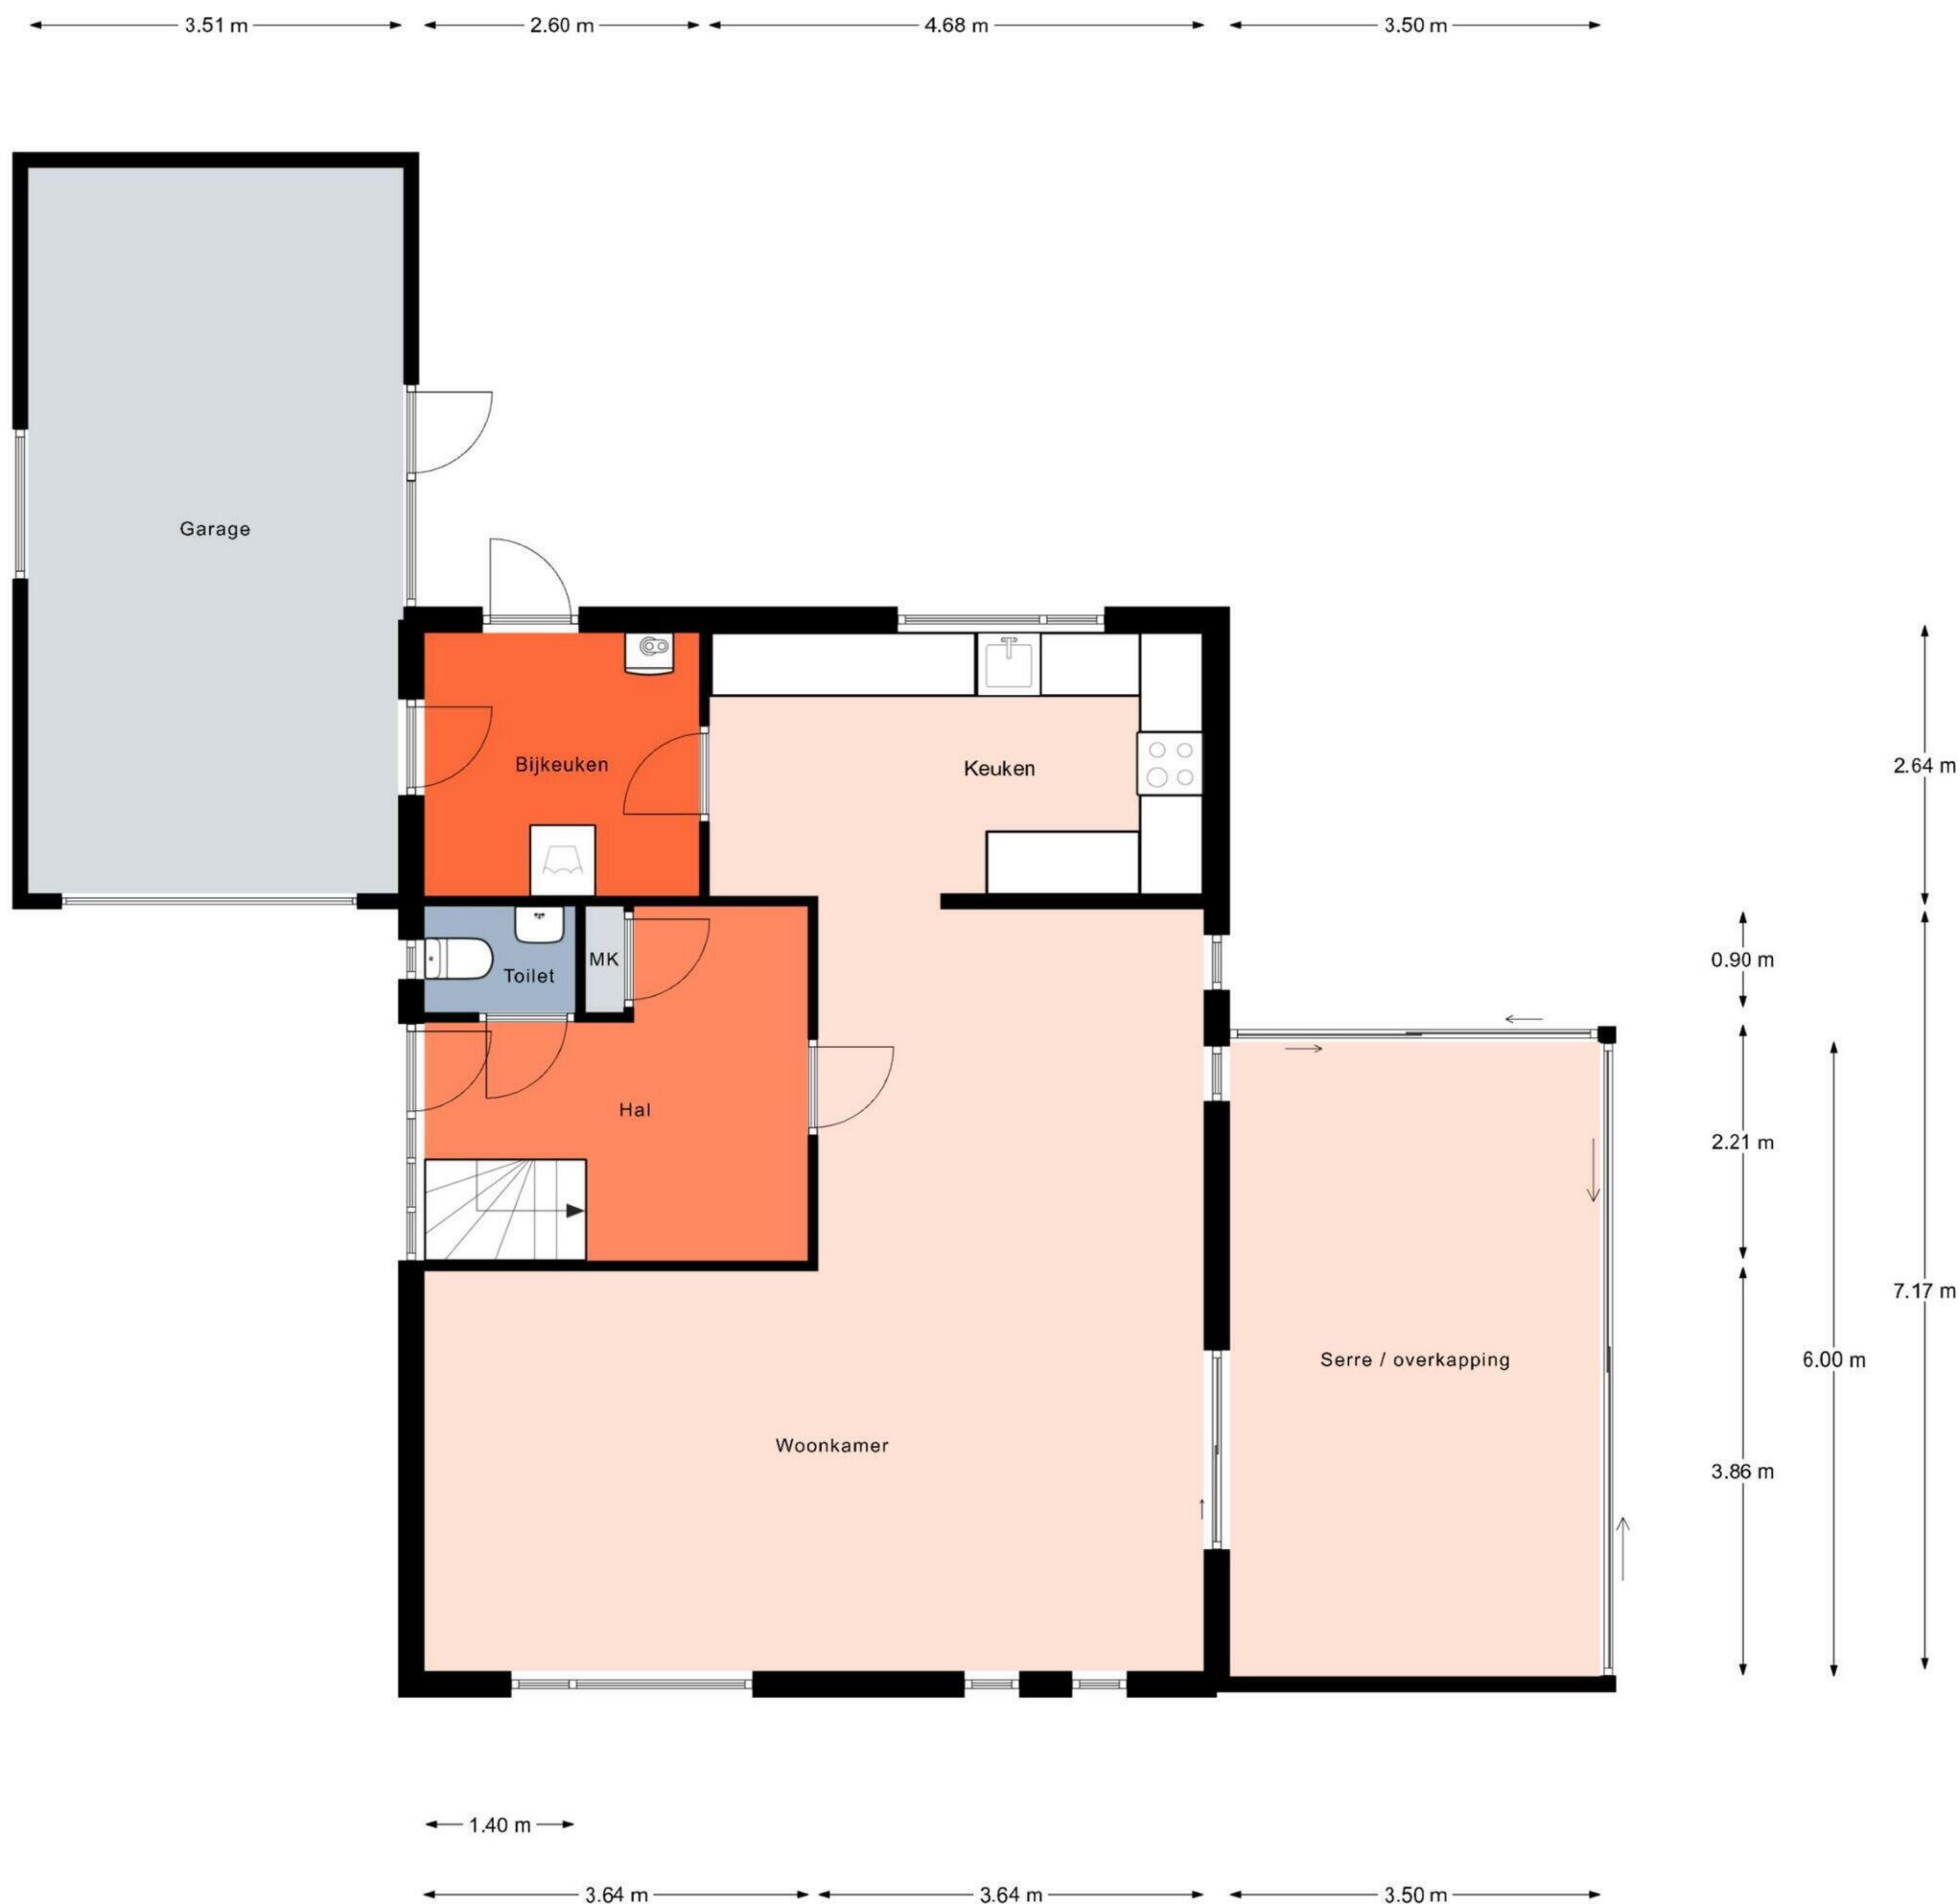 3.51 m
2.60 m
4.68 m
3.50 m
Garage
Bijkeuken
Keuken
2.64 m
Toilet
MK
0.90 m
Hal
2.21 m
7.17 m
Serre / overkapping
6.00 m
Woonkamer
3.86 m
1.40 m
3.64 m
3.64 m
3.50 m